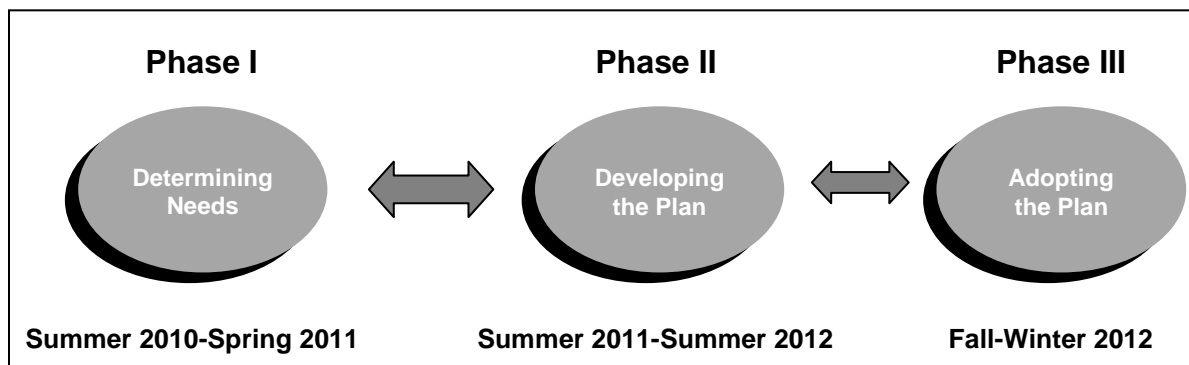 Phase I
Phase II
Phase III
Determining
Needs
Developing
the Plan
Adopting
the Plan
Summer 2010-Spring 2011
Summer 2011-Summer 2012
Fall-Winter 2012